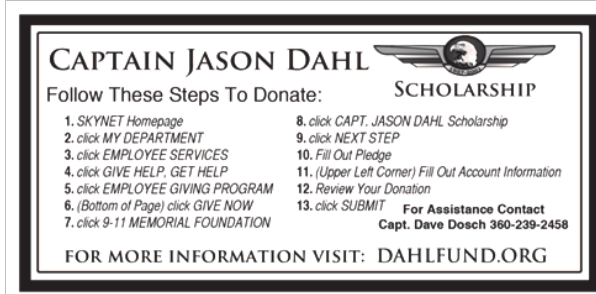 CAPTAIN JASON DAHL
SCHOLARSHIP
Follow These Steps To Donate:
1. SKYNET Homepage
2. click MY DEPARTMENT
3. click EMPLOYEE SERVICES
4. click GIVE HELP, GET HELP
5. click EMPLOYEE GIVING PROGRAM
6. (Bottom of Page) click GIVE NOW
7. click 9-11 MEMORIAL FOUNDATION
8. click CAPT. JASON DAHL Scholarship
9. click NEXT STEP
10. Fill Out Pledge
11. (Upper Left Corner) Fill Out Account Information
12. Review Your Donation
13. click SUBMIT
For Assistance Contact
Capt. Dave Dosch 360-239-2458
FOR MORE INFORMATION VISIT: DAHLFUND.ORG